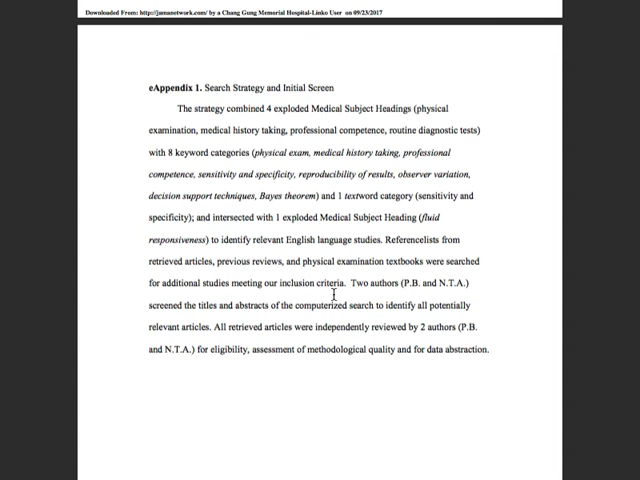 Downloaded From: http://jamanetwork.com/ by a Chang Gung Memorial Hospital-Linko User on 09/23/2017
eAppendix 1. Search Strategy and Initial Screen
The strategy combined 4 exploded Medical Subject Headings (physical
examination, medical history taking, professional competence, routine diagnostic tests)
with 8 keyword categories (physical exam, medical history taking, professional
competence, sensitivity and specificity, reproducibility of results, observer variation,
decision support techniques, Bayes theorem) and 1 textword category (sensitivity and
specificity); and intersected with 1 exploded Medical Subject Heading (fluid
responsiveness) to identify relevant English language studies. Referencelists from
retrieved articles, previous reviews, and physical examination textbooks were searched
for additional studies meeting our inclusion criteria. Two authors (P.B. and N.T.A.)
screened the titles and abstracts of the computerized search to identify all potentially
relevant articles. All retrieved articles were independently reviewed by 2 authors (P.B.
and N.T.A.) for eligibility, assessment of methodological quality and for data abstraction.